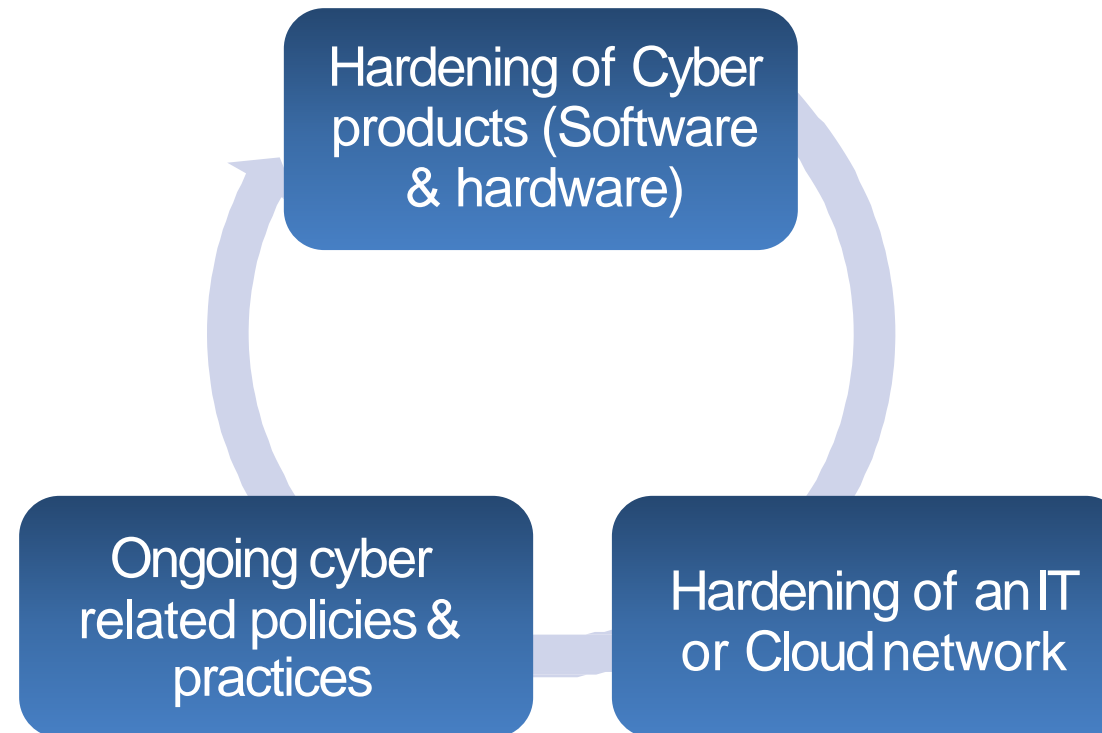 Hardening of Cyber
products (Software
& hardware)
Ongoing cyber
related policies &
practices
Hardening of an IT
or Cloud network